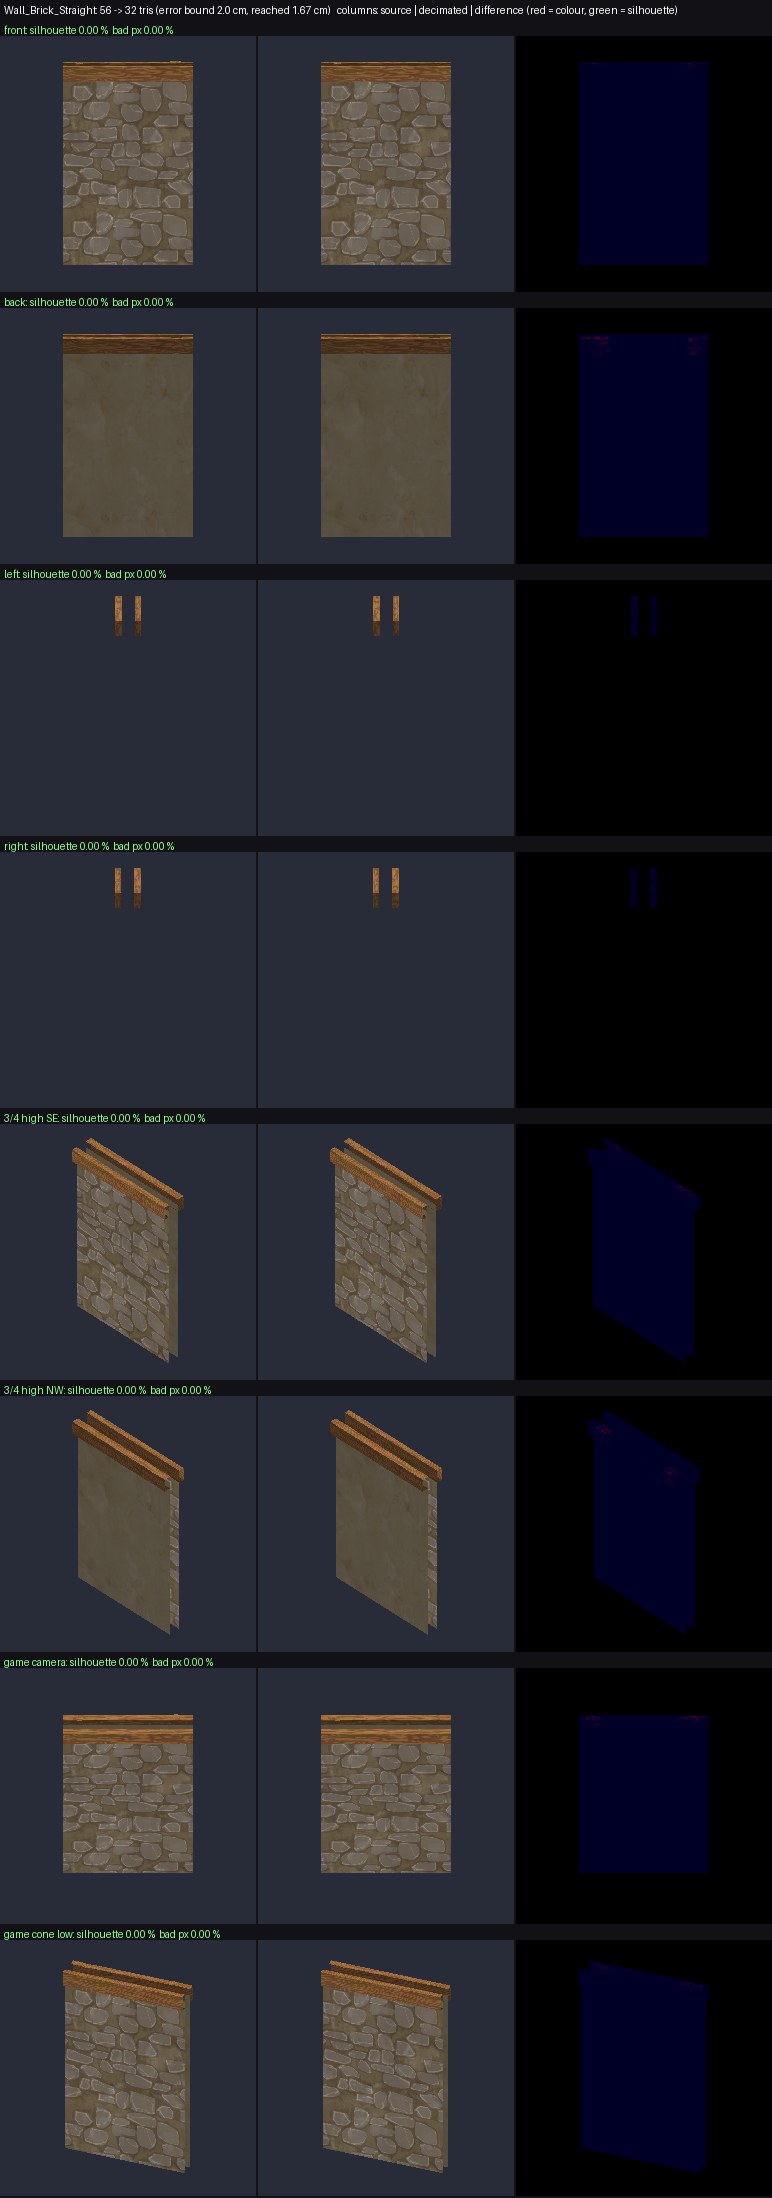 Wall_Brick_Straight: 56 -> 32 tris (error bound 2.0 cm, reached 1.67 cm)  columns: source | decimated | difference (red = colour, green = silhouette)
front: silhouette 0.00 %  bad px 0.00 %
back: silhouette 0.00 %  bad px 0.00 %
left: silhouette 0.00 %  bad px 0.00 %
right: silhouette 0.00 %  bad px 0.00 %
3/4 high SE: silhouette 0.00 %  bad px 0.00 %
3/4 high NW: silhouette 0.00 %  bad px 0.00 %
game camera: silhouette 0.00 %  bad px 0.00 %
game cone low: silhouette 0.00 %  bad px 0.00 %